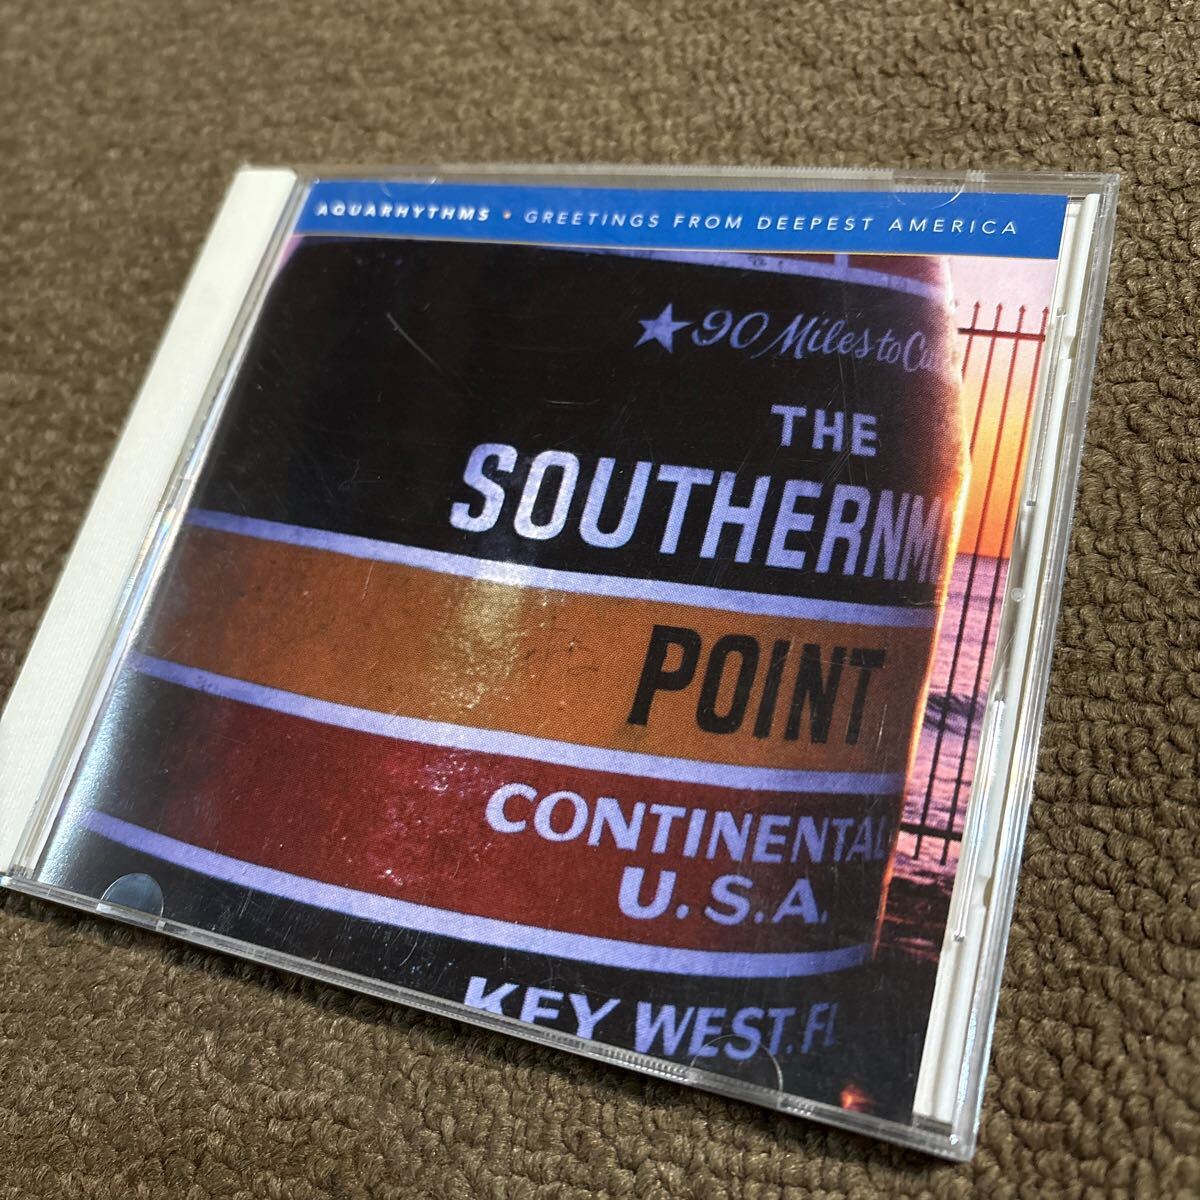 AQUARHYTHMS • GREETINGS FROM DEEPEST AMERICA
★90 Miles to Cu
THE
SOUTHERNM
POINT
CONTINENTAL
U.S.A.
KEY WEST, FL